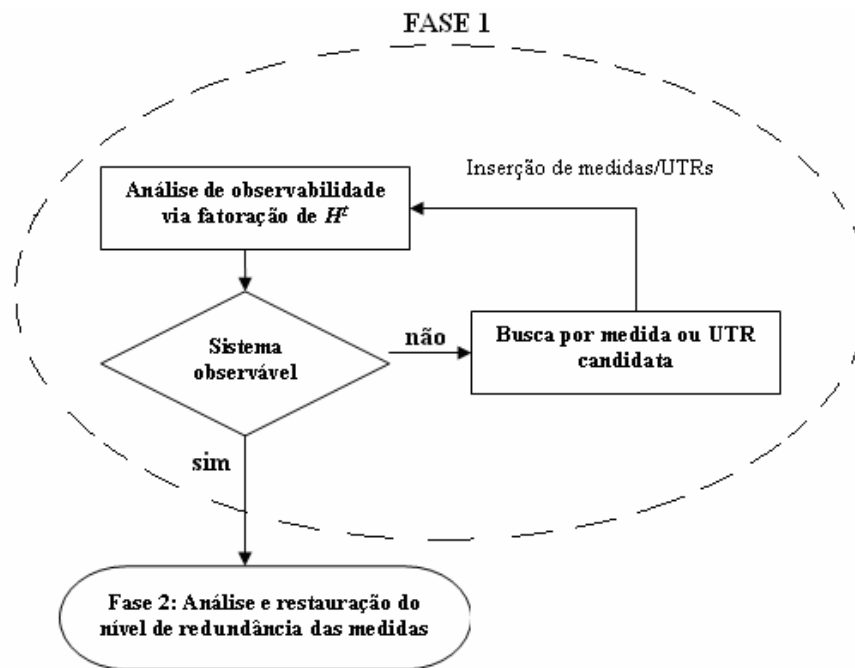 FASE 1
Inserção de medidas/UTRs
Análise de observabilidade
via fatoração de Hᵗ
Sistema
observável
não
Busca por medida ou UTR
candidata
sim
Fase 2: Análise e restauração do
nível de redundância das medidas